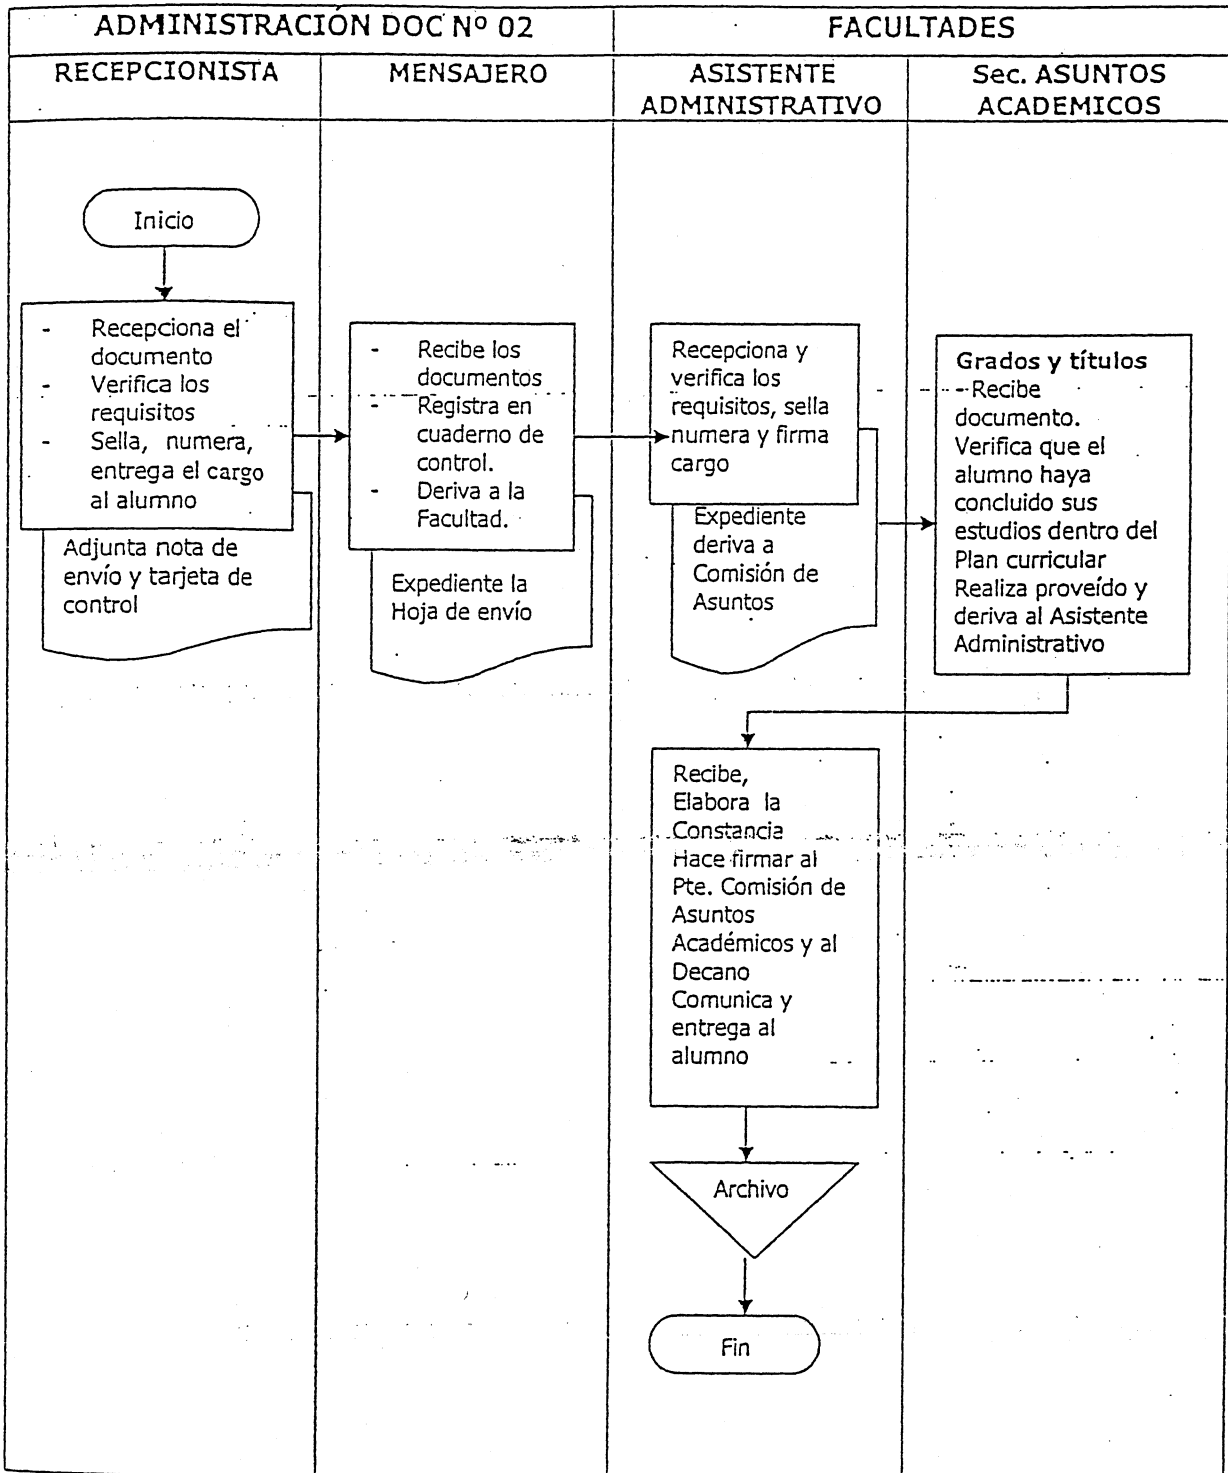 ADMINISTRACIÓN DOC Nº 02
FACULTADES
RECEPCIONISTA
MENSAJERO
ASISTENTE
ADMINISTRATIVO
Sec. ASUNTOS
ACADEMICOS
Inicio
- Recepciona el
documento
- Verifica los
requisitos
- Sella, numera,
entrega el cargo
al alumno
Adjunta nota de
envío y tarjeta de
control
- Recibe los
documentos
- Registra en
cuaderno de
control.
- Deriva a la
Facultad.
Expediente la
Hoja de envío
Recepciona y
verifica los
requisitos, sella
numera y firma
cargo
Expediente
deriva a
Comisión de
Asuntos
Grados y títulos
- Recibe
documento.
Verifica que el
alumno haya
concluido sus
estudios dentro del
Plan curricular
Realiza proveído y
deriva al Asistente
Administrativo
Recibe,
Elabora la
Constancia
Hace firmar al
Pte. Comisión de
Asuntos
Académicos y al
Decano
Comunica y
entrega al
alumno
Archivo
Fin